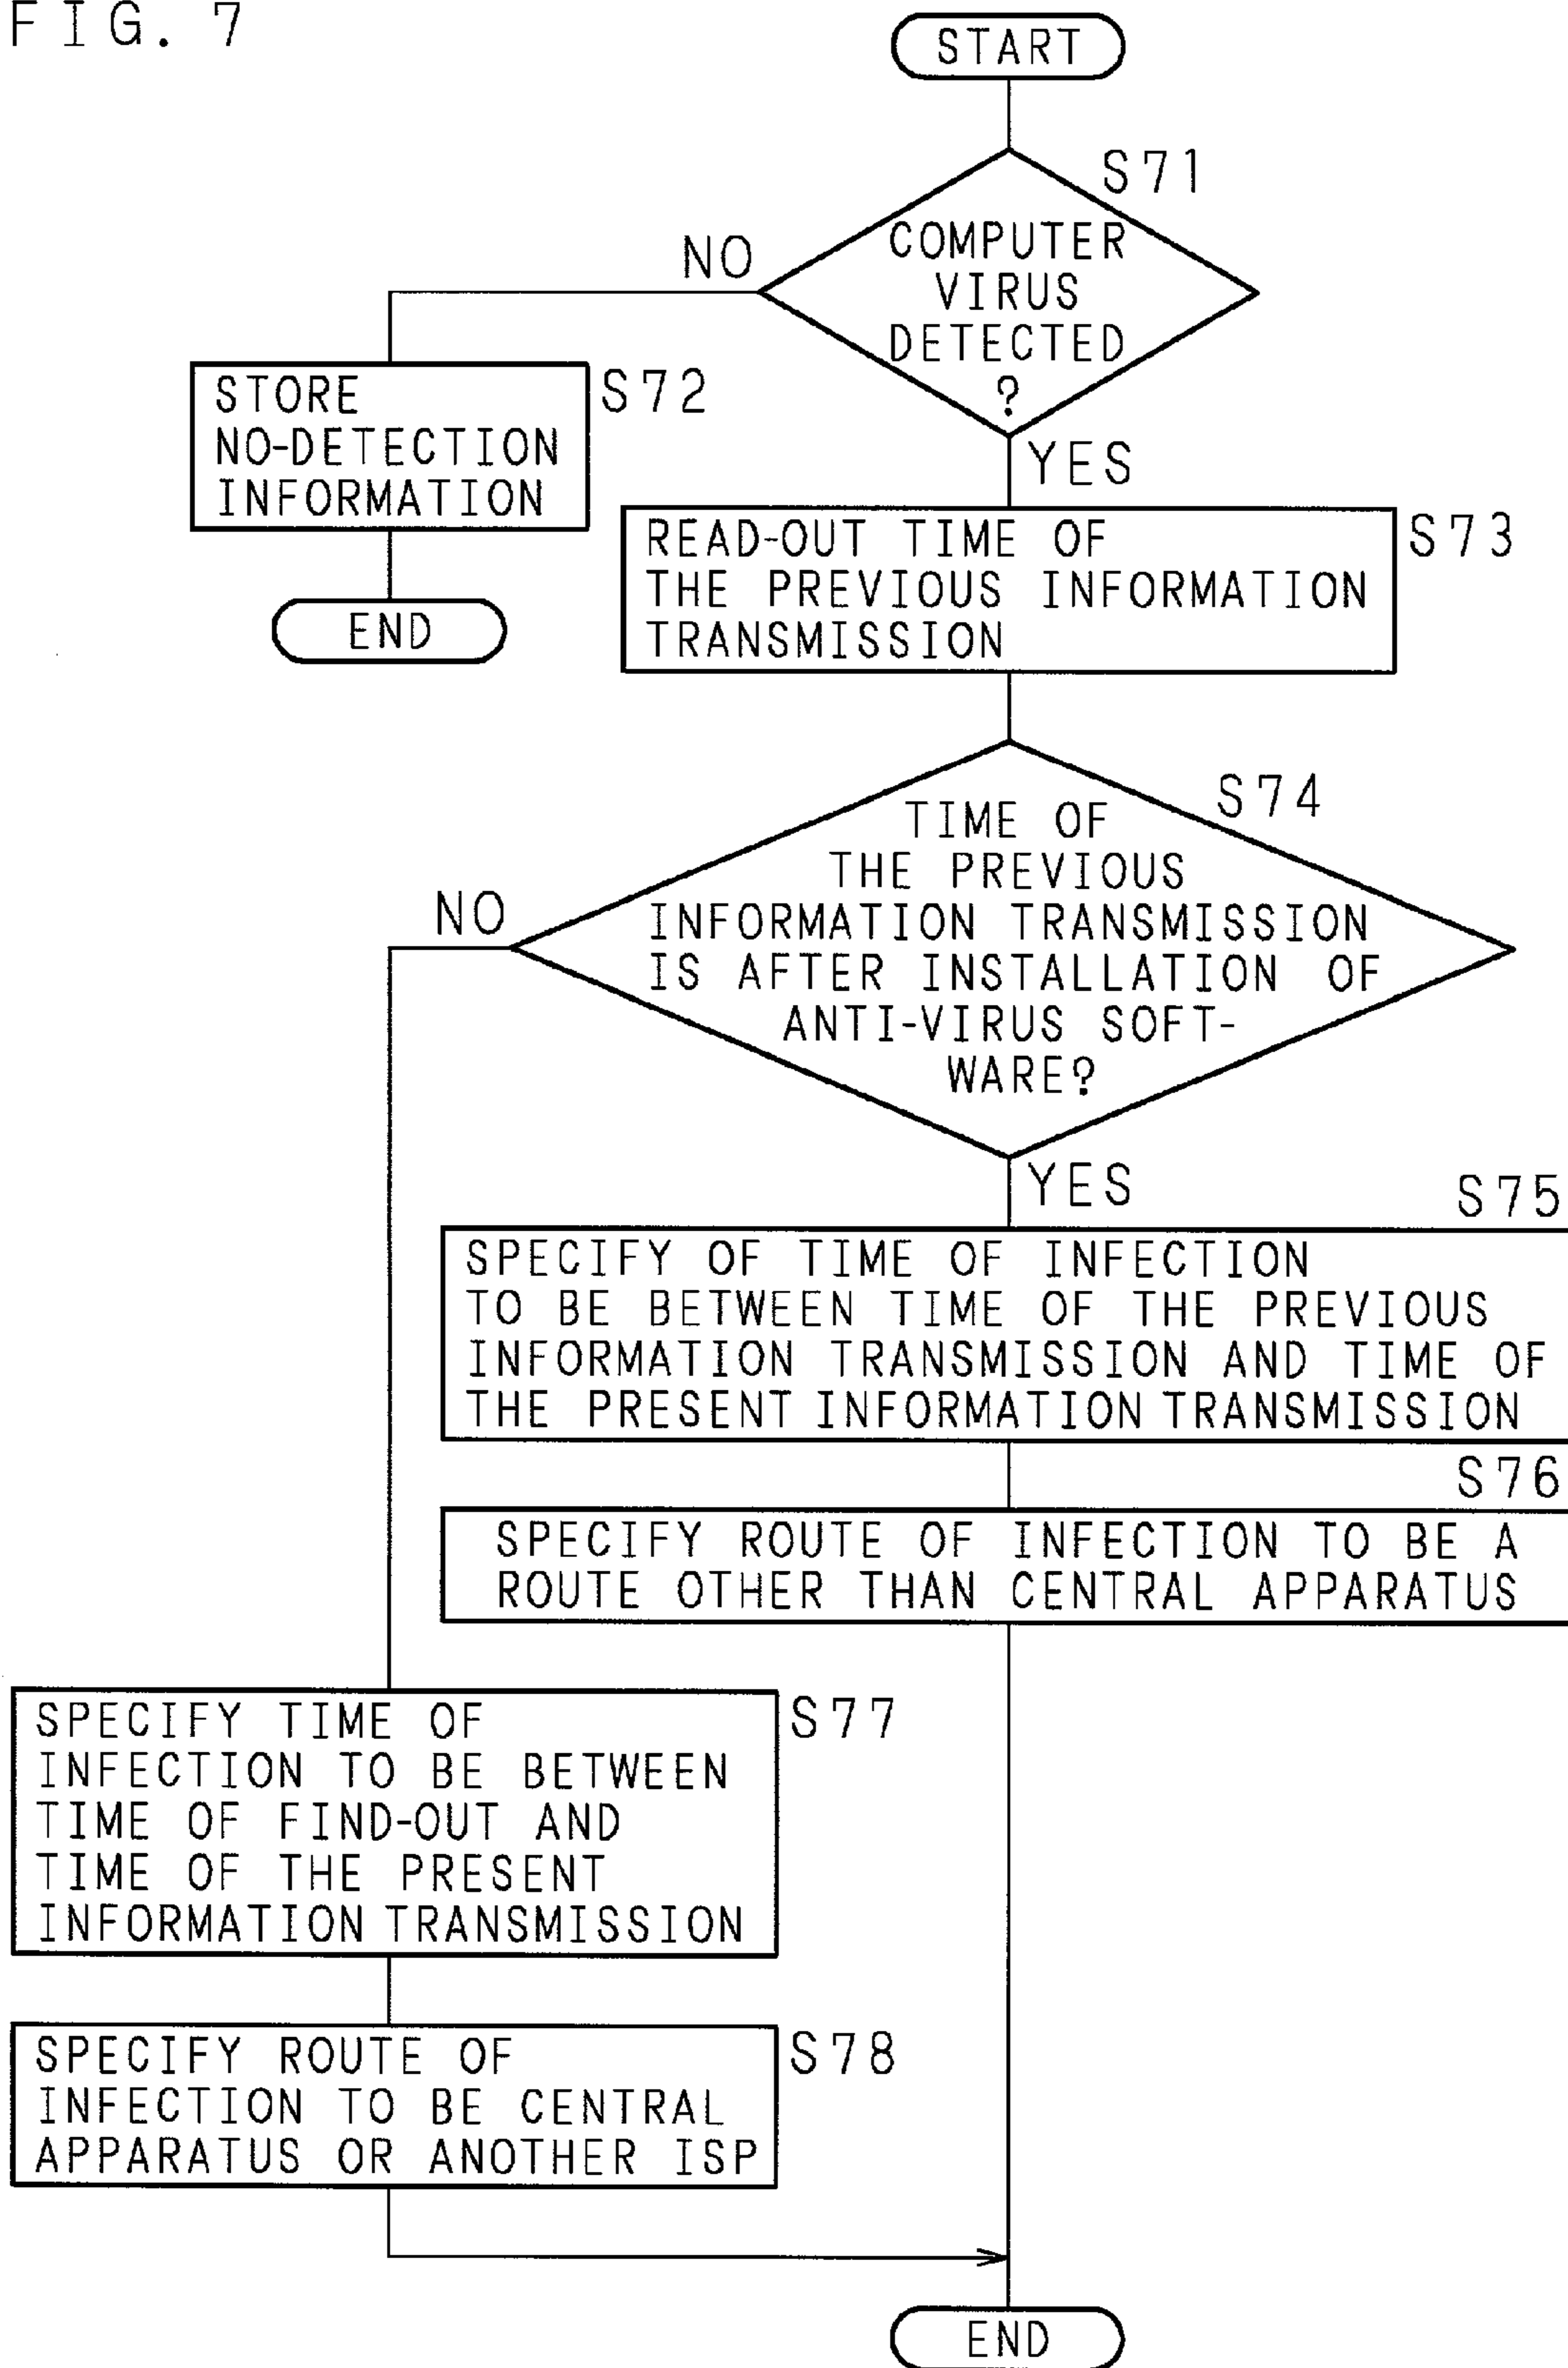 FIG. 7
START
S71
COMPUTER
VIRUS
DETECTED
?
NO
YES
STORE
NO-DETECTION
INFORMATION
S72
END
READ-OUT TIME OF
THE PREVIOUS INFORMATION
TRANSMISSION
S73
S74
TIME OF
THE PREVIOUS
INFORMATION TRANSMISSION
IS AFTER INSTALLATION OF
ANTI-VIRUS SOFT-
WARE?
NO
YES
S75
SPECIFY OF TIME OF INFECTION
TO BE BETWEEN TIME OF THE PREVIOUS
INFORMATION TRANSMISSION AND TIME OF
THE PRESENT INFORMATION TRANSMISSION
S76
SPECIFY ROUTE OF INFECTION TO BE A
ROUTE OTHER THAN CENTRAL APPARATUS
SPECIFY TIME OF
INFECTION TO BE BETWEEN
TIME OF FIND-OUT AND
TIME OF THE PRESENT
INFORMATION TRANSMISSION
S77
SPECIFY ROUTE OF
INFECTION TO BE CENTRAL
APPARATUS OR ANOTHER ISP
S78
END